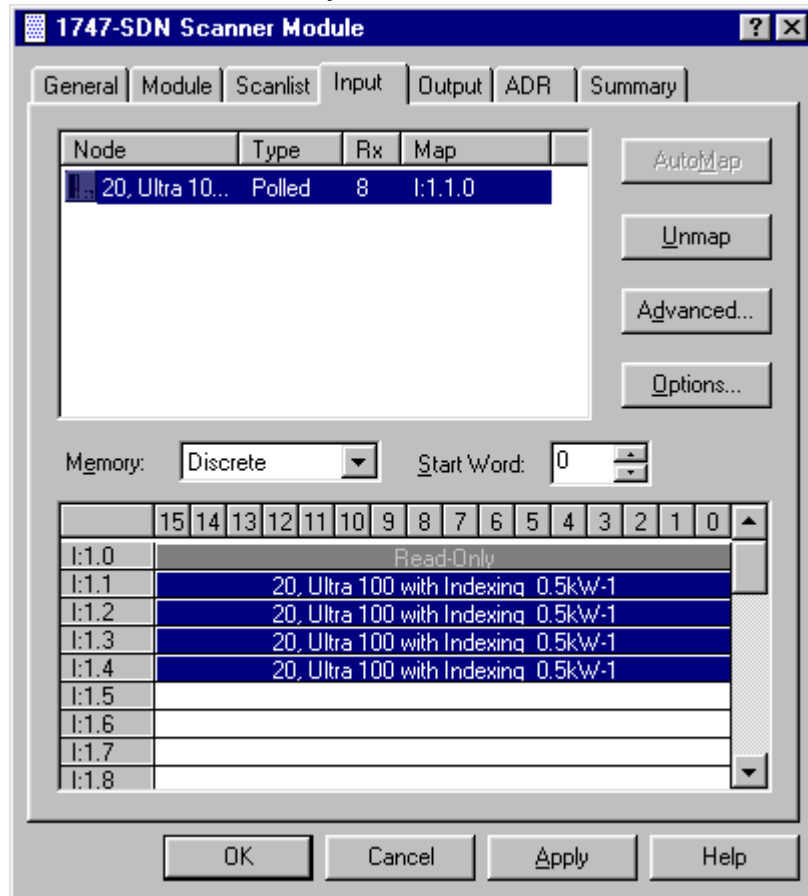 1747-SDN Scanner Module
General Module Scanlist Input Output ADR Summary
Node Type Rx Map
20, Ultra 10... Polled 8 I:1.1.0
AutoMap
Unmap
Advanced...
Options...
Memory: Discrete Start Word: 0
15 14 13 12 11 10 9 8 7 6 5 4 3 2 1 0
I:1.0 Read-Only
I:1.1 20, Ultra 100 with Indexing 0.5kW-1
I:1.2 20, Ultra 100 with Indexing 0.5kW-1
I:1.3 20, Ultra 100 with Indexing 0.5kW-1
I:1.4 20, Ultra 100 with Indexing 0.5kW-1
I:1.5
I:1.6
I:1.7
I:1.8
OK Cancel Apply Help